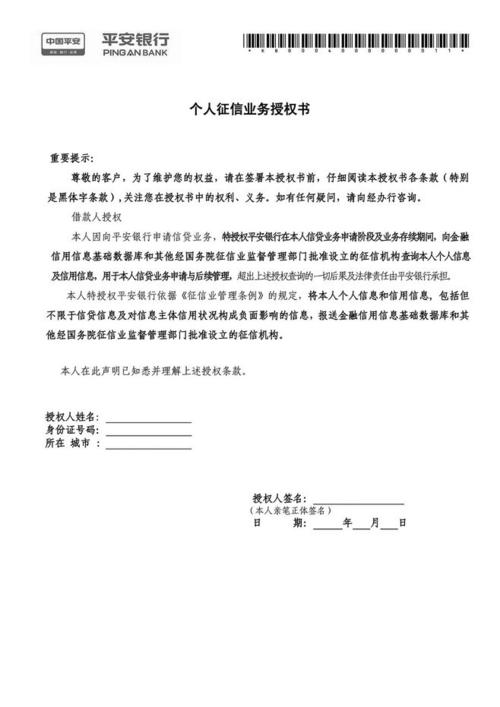 中国平安 平安银行
PINGAN BANK
个人征信业务授权书
重要提示：
尊敬的客户，为了维护您的权益，请在签署本授权书前，仔细阅读本授权书各条款（特别
是黑体字条款），关注您在授权书中的权利、义务。如有任何疑问，请向经办行咨询。
借款人授权
本人因向平安银行申请信贷业务，特授权平安银行在本人信贷业务申请阶段及业务存续期间，向金融
信用信息基础数据库和其他经国务院征信业监督管理部门批准设立的征信机构查询本人个人信息
及信用信息，用于本人信贷业务申请与后续管理，超出上述授权查询的一切后果及法律责任由平安银行承担。
本人特授权平安银行依据《征信业管理条例》的规定，将本人个人信息和信用信息，包括但
不限于信贷信息及对信息主体信用状况构成负面影响的信息，报送金融信用信息基础数据库和其
他经国务院征信业监督管理部门批准设立的征信机构。
本人在此声明已知悉并理解上述授权条款。
授权人姓名：
身份证号码：
所在 城市 ：
授权人签名：
（本人亲笔正体签名）
日 期： 年 月 日